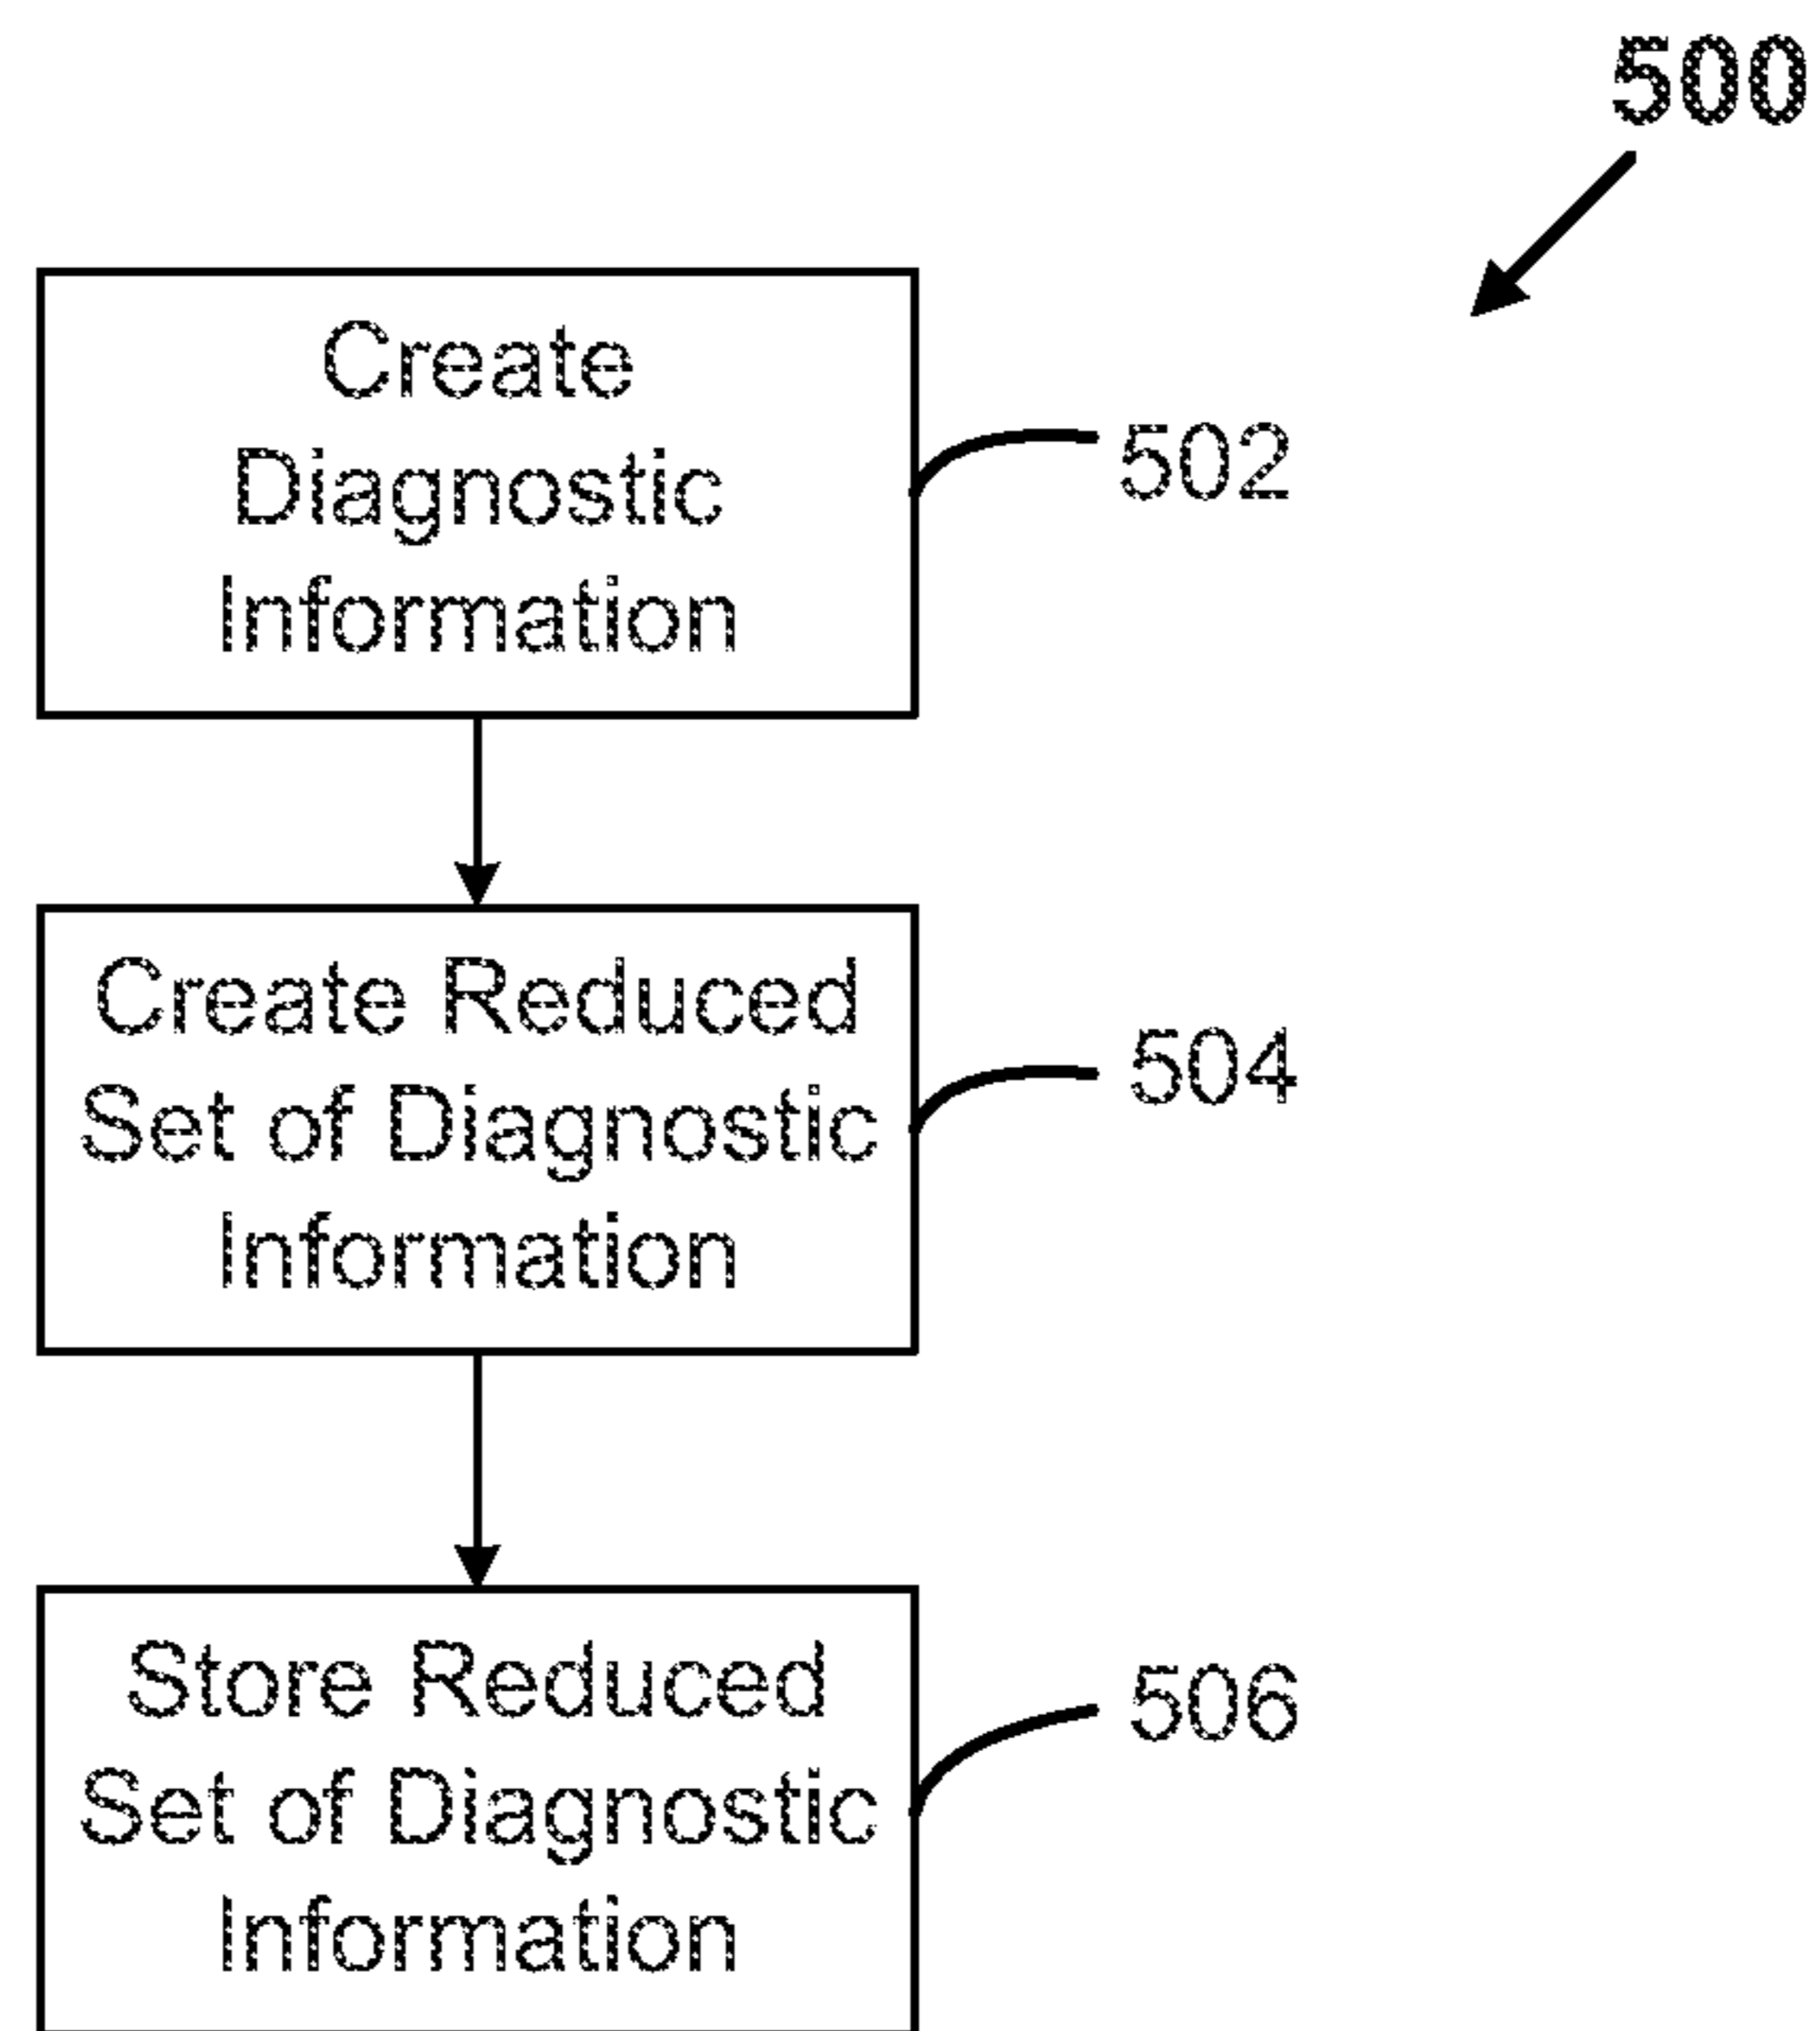 500
Create
Diagnostic
Information
502
Create Reduced
Set of Diagnostic
Information
504
Store Reduced
Set of Diagnostic
Information
506